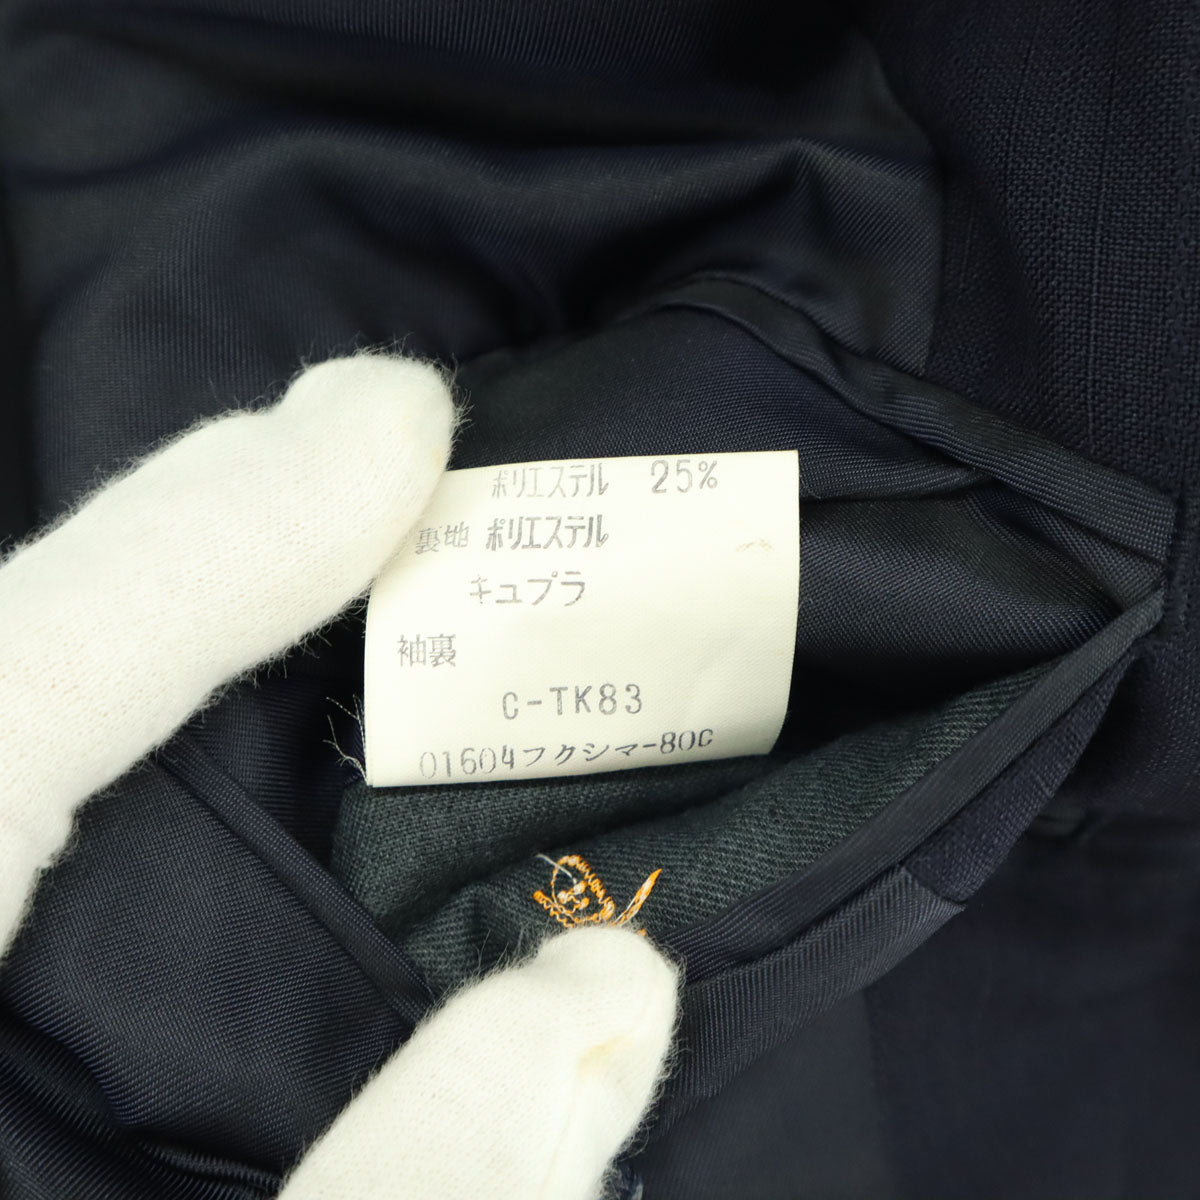 ポリエステル 25%
裏地 ポリエステル
キュプラ
袖裏
C-TK83
01604フクシマ-80C